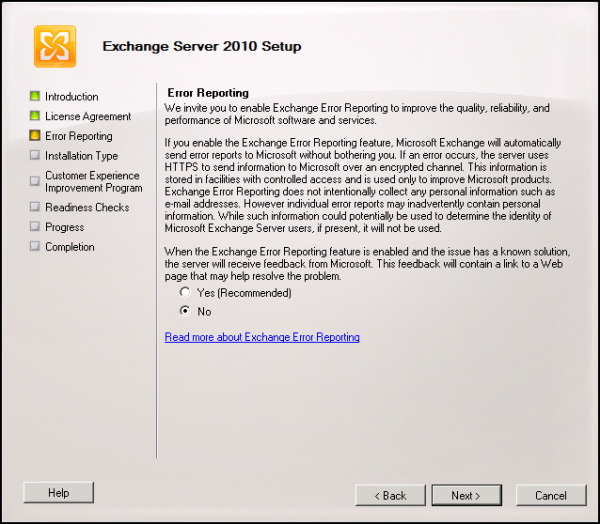 Exchange Server 2010 Setup
Introduction
License Agreement
Error Reporting
Installation Type
Customer Experience
Improvement Program
Readiness Checks
Progress
Completion
Error Reporting
We invite you to enable Exchange Error Reporting to improve the quality, reliability, and
performance of Microsoft software and services.
If you enable the Exchange Error Reporting feature, Microsoft Exchange will automatically
send error reports to Microsoft without bothering you. If an error occurs, the server uses
HTTPS to send information to Microsoft over an encrypted channel. This information is
stored in facilities with controlled access and is used only to improve Microsoft products.
Exchange Error Reporting does not intentionally collect any personal information such as
e-mail addresses. However individual error reports may inadvertently contain personal
information. While such information could potentially be used to determine the identity of
Microsoft Exchange Server users, if present, it will not be used.
When the Exchange Error Reporting feature is enabled and the issue has a known solution,
the server will receive feedback from Microsoft. This feedback will contain a link to a Web
page that may help resolve the problem.
Yes (Recommended)
No
Read more about Exchange Error Reporting
Help
< Back
Next >
Cancel